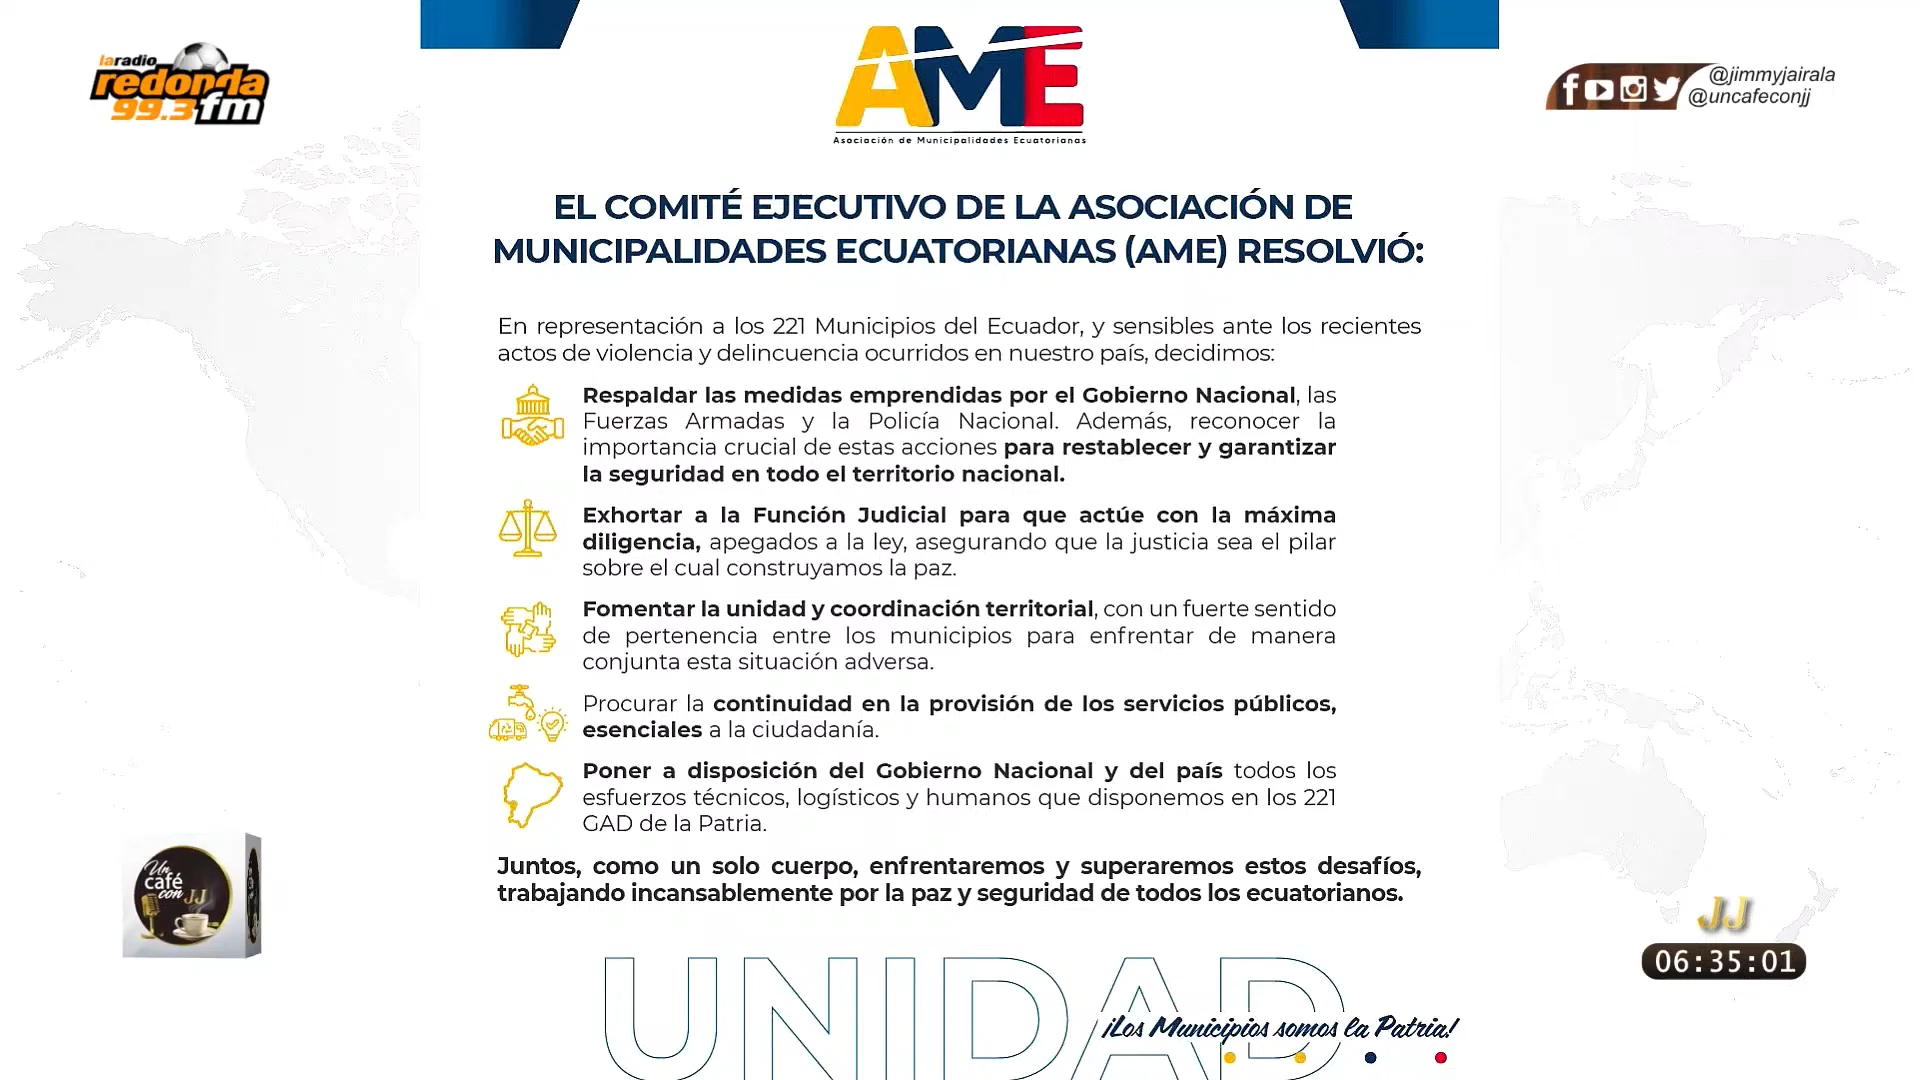 laradio
redonda
99.3fm
AME
Asociación de Municipalidades Ecuatorianas
@jimmyjairala
@uncafeconjj
EL COMITÉ EJECUTIVO DE LA ASOCIACIÓN DE
MUNICIPALIDADES ECUATORIANAS (AME) RESOLVIÓ:
En representación a los 221 Municipios del Ecuador, y sensibles ante los recientes
actos de violencia y delincuencia ocurridos en nuestro país, decidimos:
Respaldar las medidas emprendidas por el Gobierno Nacional, las
Fuerzas Armadas y la Policía Nacional. Además, reconocer la
importancia crucial de estas acciones para restablecer y garantizar
la seguridad en todo el territorio nacional.
Exhortar a la Función Judicial para que actúe con la máxima
diligencia, apegados a la ley, asegurando que la justicia sea el pilar
sobre el cual construyamos la paz.
Fomentar la unidad y coordinación territorial, con un fuerte sentido
de pertenencia entre los municipios para enfrentar de manera
conjunta esta situación adversa.
Procurar la continuidad en la provisión de los servicios públicos,
esenciales a la ciudadanía.
Poner a disposición del Gobierno Nacional y del país todos los
esfuerzos técnicos, logísticos y humanos que disponemos en los 221
GAD de la Patria.
Juntos, como un solo cuerpo, enfrentaremos y superaremos estos desafíos,
trabajando incansablemente por la paz y seguridad de todos los ecuatorianos.
Un
café
con JJ
JJ
06:35:01
UNIDAD
¡Los Municipios somos la Patria!